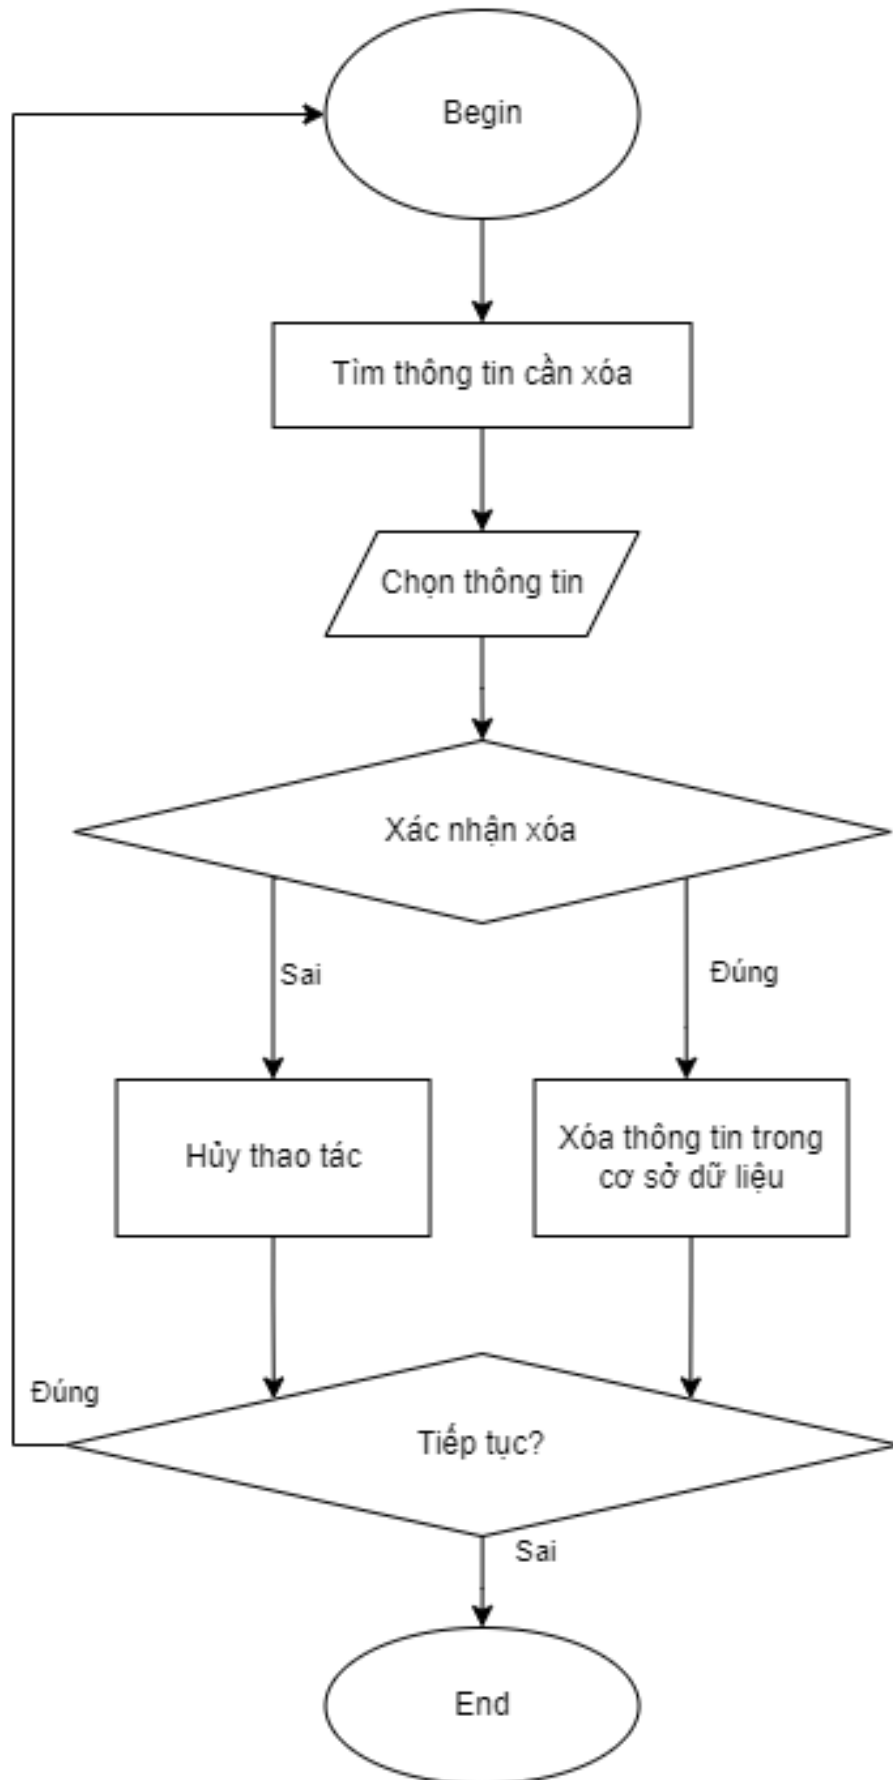 Begin
Tìm thông tin cần xóa
Chọn thông tin
Xác nhận xóa
Sai
Đúng
Hủy thao tác
Xóa thông tin trong
cơ sở dữ liệu
Đúng
Tiếp tục?
Sai
End